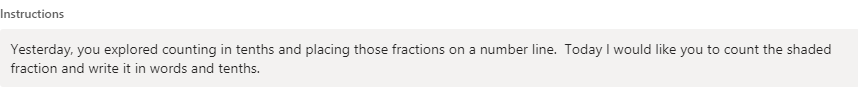 Instructions
Yesterday, you explored counting in tenths and placing those fractions on a number line.  Today I would like you to count the shaded
fraction and write it in words and tenths.